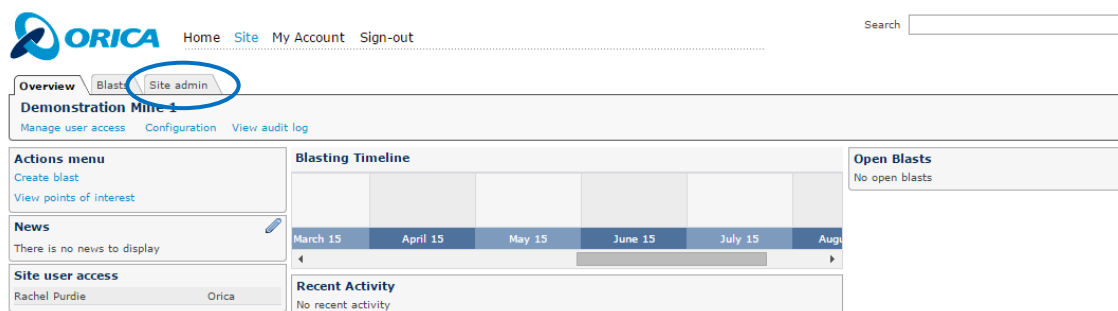 ORICA
Home Site My Account Sign-out
Search
Overview Blasts Site admin
Demonstration Mine 1
Manage user access Configuration View audit log
Actions menu
Create blast
View points of interest
News
There is no news to display
Site user access
Rachel Purdie Orica
Blasting Timeline
March 15 April 15 May 15 June 15 July 15 Augu
Recent Activity
No recent activity
Open Blasts
No open blasts